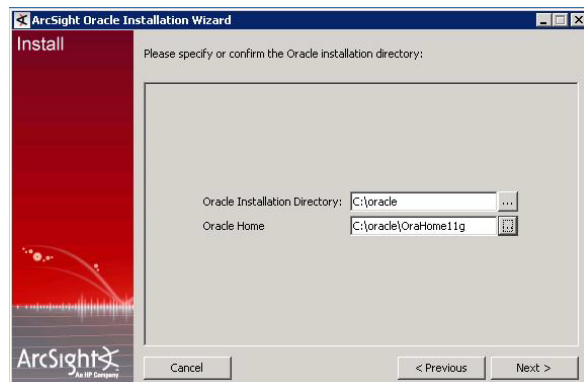 ArcSight Oracle Installation Wizard
Install
Please specify or confirm the Oracle installation directory:
Oracle Installation Directory: C:\oracle ...
Oracle Home C:\oracle\OraHome11g ...
ArcSight
An HP Company
Cancel < Previous Next >